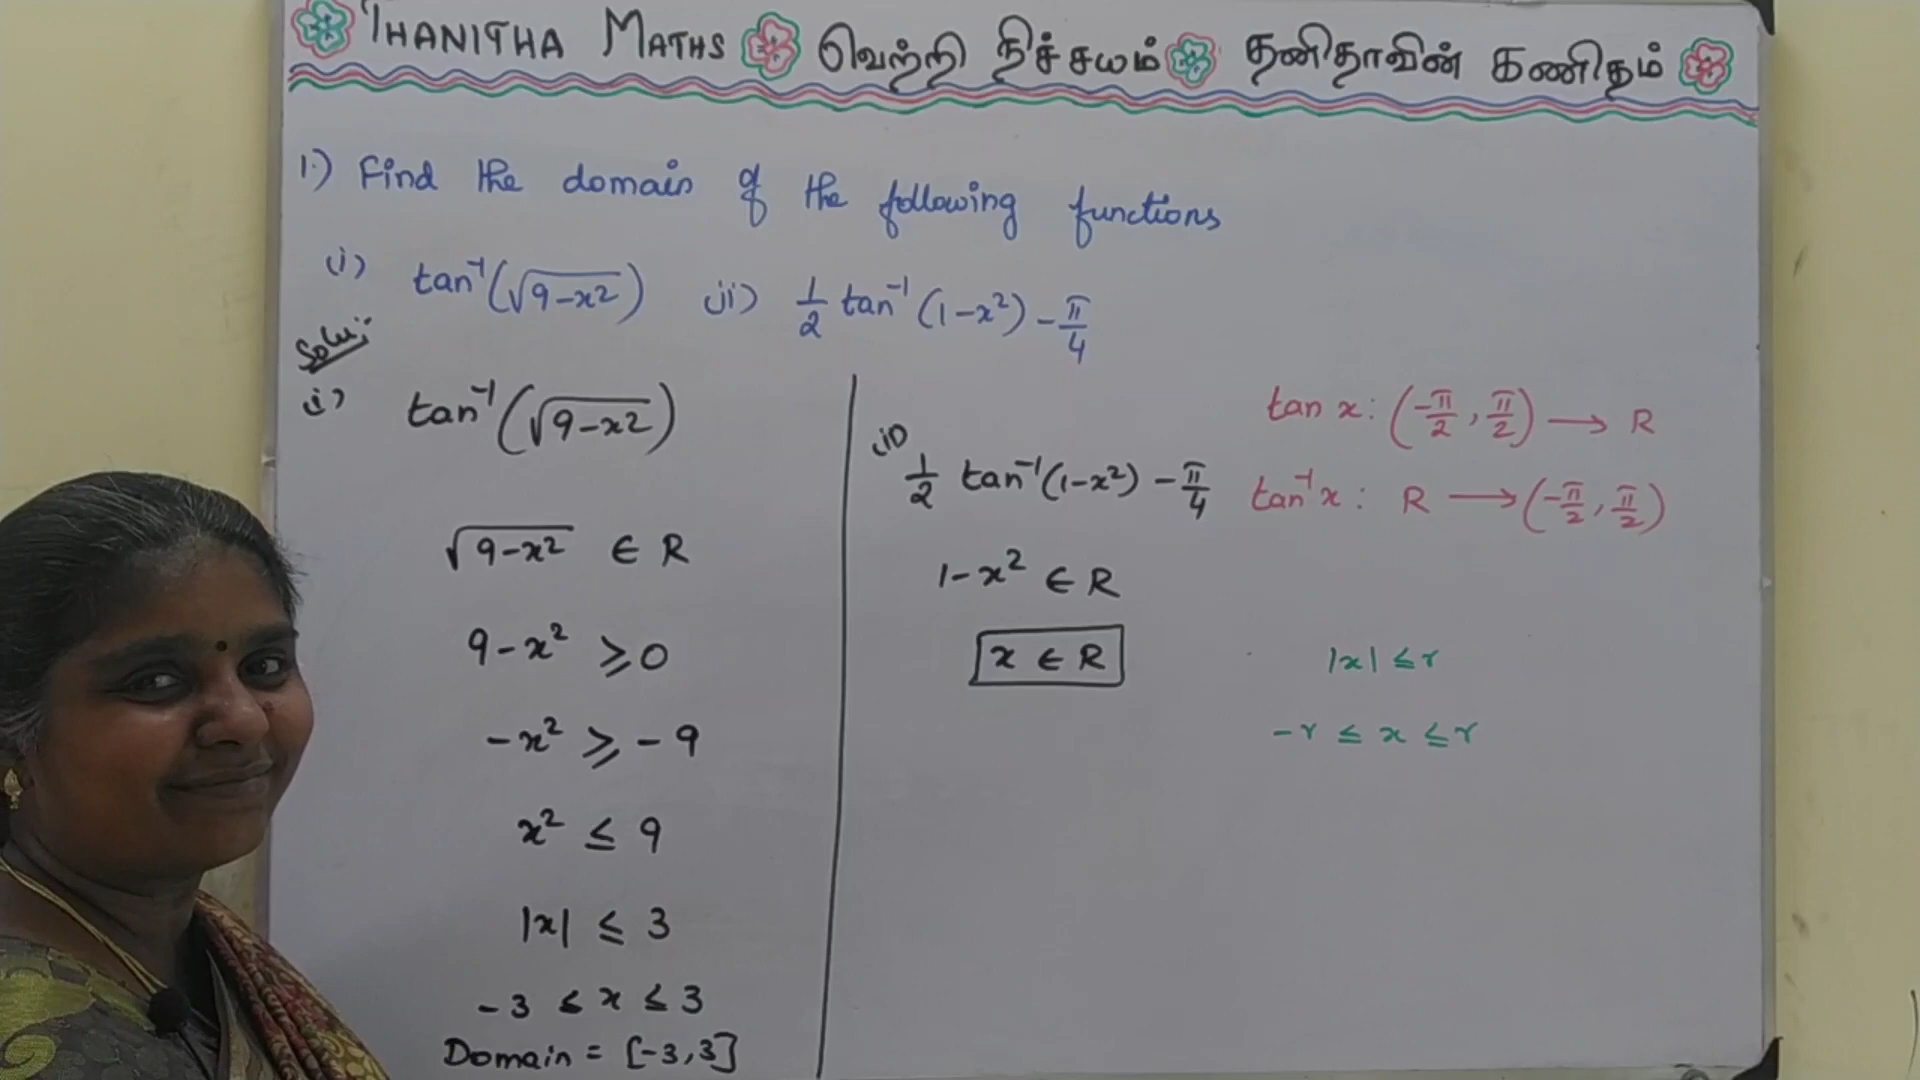 THANITHA MATHS வெற்றி நிச்சயம் தனிதாவின் கணிதம்
1.) Find the domain of the following functions
(i) tan⁻¹(√(9-x²)) (ii) 1/2 tan⁻¹(1-x²) - π/4
Solu:
(i) tan⁻¹(√(9-x²))
√(9-x²) ∈ R
9-x² ≥ 0
-x² ≥ -9
x² ≤ 9
|x| ≤ 3
-3 ≤ x ≤ 3
Domain = [-3,3]
(ii) 1/2 tan⁻¹(1-x²) - π/4
1-x² ∈ R
x ∈ R
tan x: (-π/2, π/2) → R
tan⁻¹x: R → (-π/2, π/2)
|x| ≤ r
-r ≤ x ≤ r